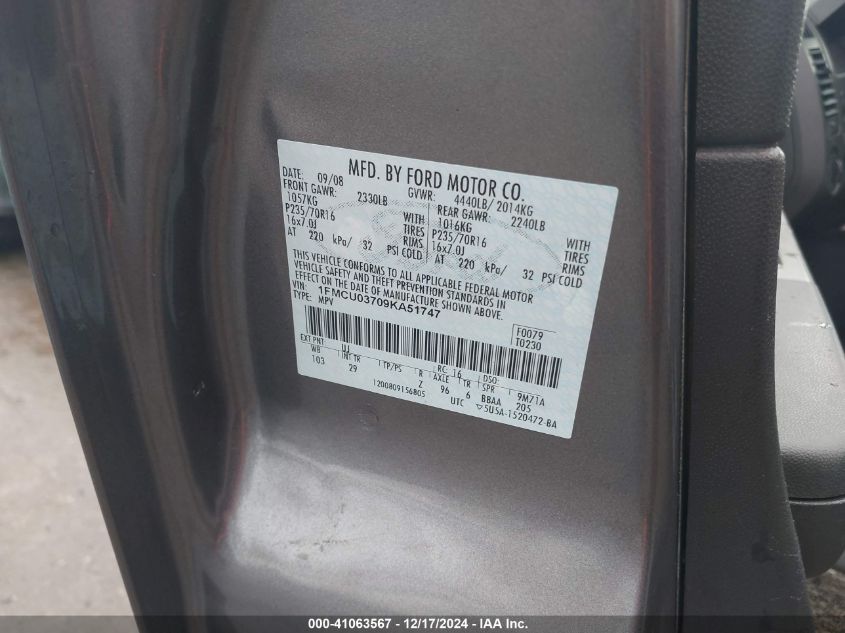 MFD. BY FORD MOTOR CO.
DATE: 09/08 GVWR: 4440LB/ 2014KG
FRONT GAWR: 2330LB REAR GAWR: 2240LB
1057KG WITH 1016KG WITH
P235/70R16 TIRES P235/70R16 TIRES
16x7.0J RIMS 16x7.0J RIMS
AT 220 kPa/ 32 PSI COLD AT 220 kPa/ 32 PSI COLD
THIS VEHICLE CONFORMS TO ALL APPLICABLE FEDERAL MOTOR
VEHICLE SAFETY AND THEFT PREVENTION STANDARDS IN
EFFECT ON THE DATE OF MANUFACTURE SHOWN ABOVE.
VIN: 1FMCU03709KA51747
TYPE: MPV
F0079
T0230
EXT PNT: UJ RC: 16 DSO:
WB INT TR TP/PS R AXLE TR SPR 9M/1A
103 29 Z 96 6 BBAA 205
1200809156805 UTC ▽5U5A-1520472-BA
000-41063567 - 12/17/2024 - IAA Inc.